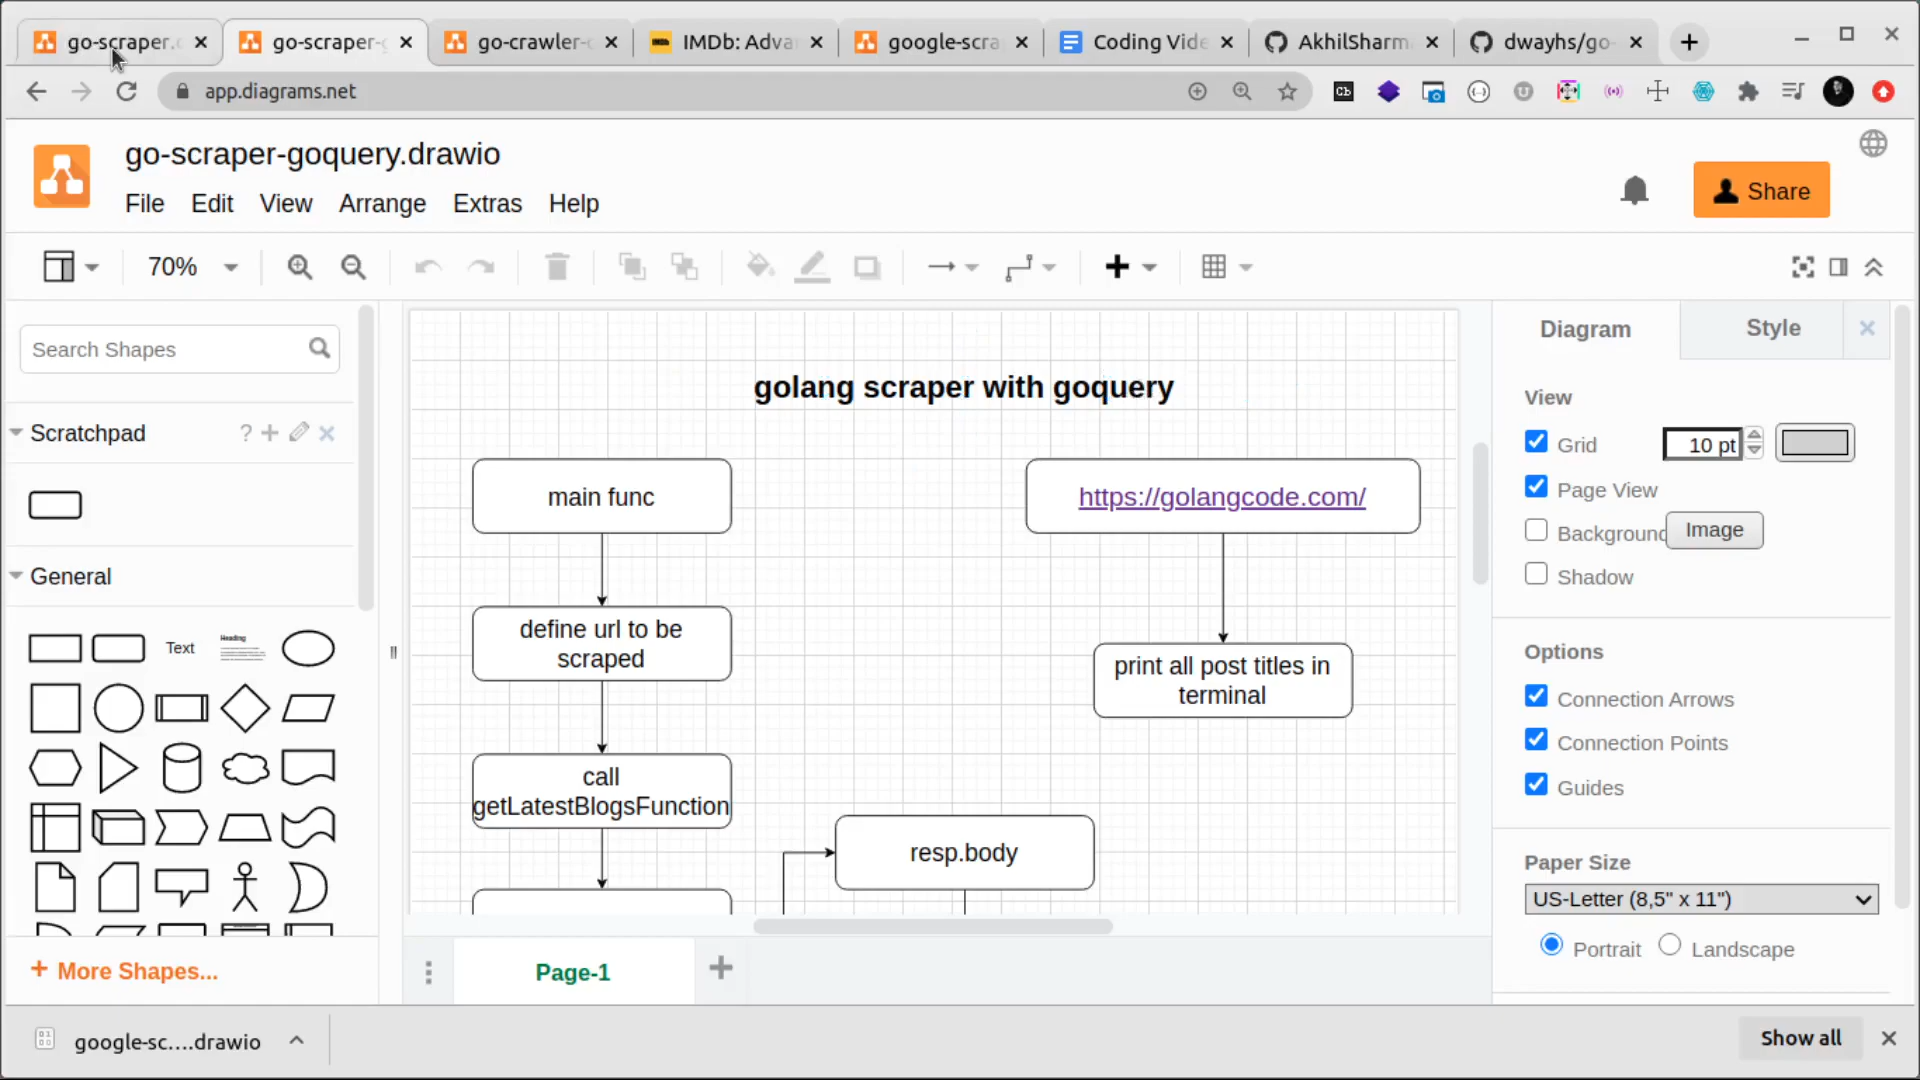 go-scraper.
go-scraper-g
go-crawler-c
IMDb: Adva
google-scra
Coding Vide
AkhilSharm
dwayhs/go-
app.diagrams.net
go-scraper-goquery.drawio
File Edit View Arrange Extras Help
Share
70%
Search Shapes
Scratchpad
?
General
Text
Heading
More Shapes...
golang scraper with goquery
main func
https://golangcode.com/
define url to be
scraped
print all post titles in
terminal
call
getLatestBlogsFunction
resp.body
Page-1
Diagram
Style
View
Grid
10 pt
Page View
Background
Image
Shadow
Options
Connection Arrows
Connection Points
Guides
Paper Size
US-Letter (8,5" x 11")
Portrait
Landscape
google-sc....drawio
Show all